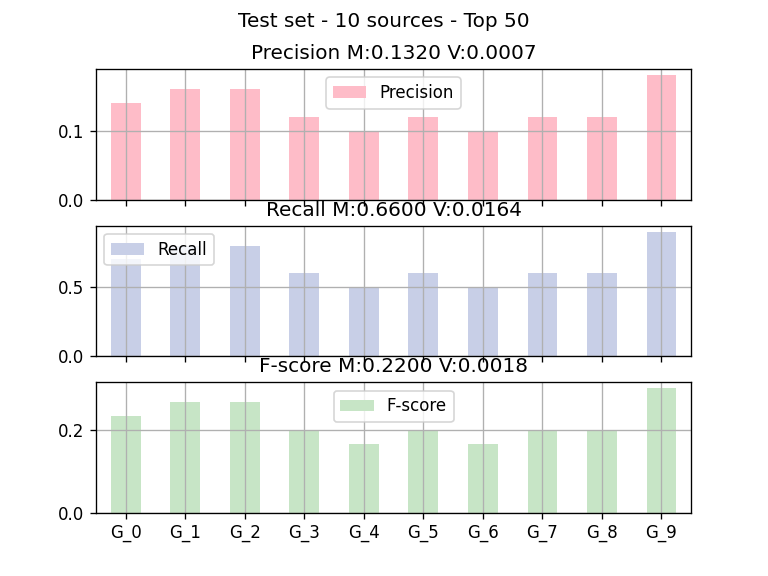 Test set - 10 sources - Top 50
Precision M:0.1320 V:0.0007
Precision
0.1
0.0
Recall M:0.6600 V:0.0164
Recall
0.5
0.0
F-score M:0.2200 V:0.0018
F-score
0.2
0.0
G_0 G_1 G_2 G_3 G_4 G_5 G_6 G_7 G_8 G_9